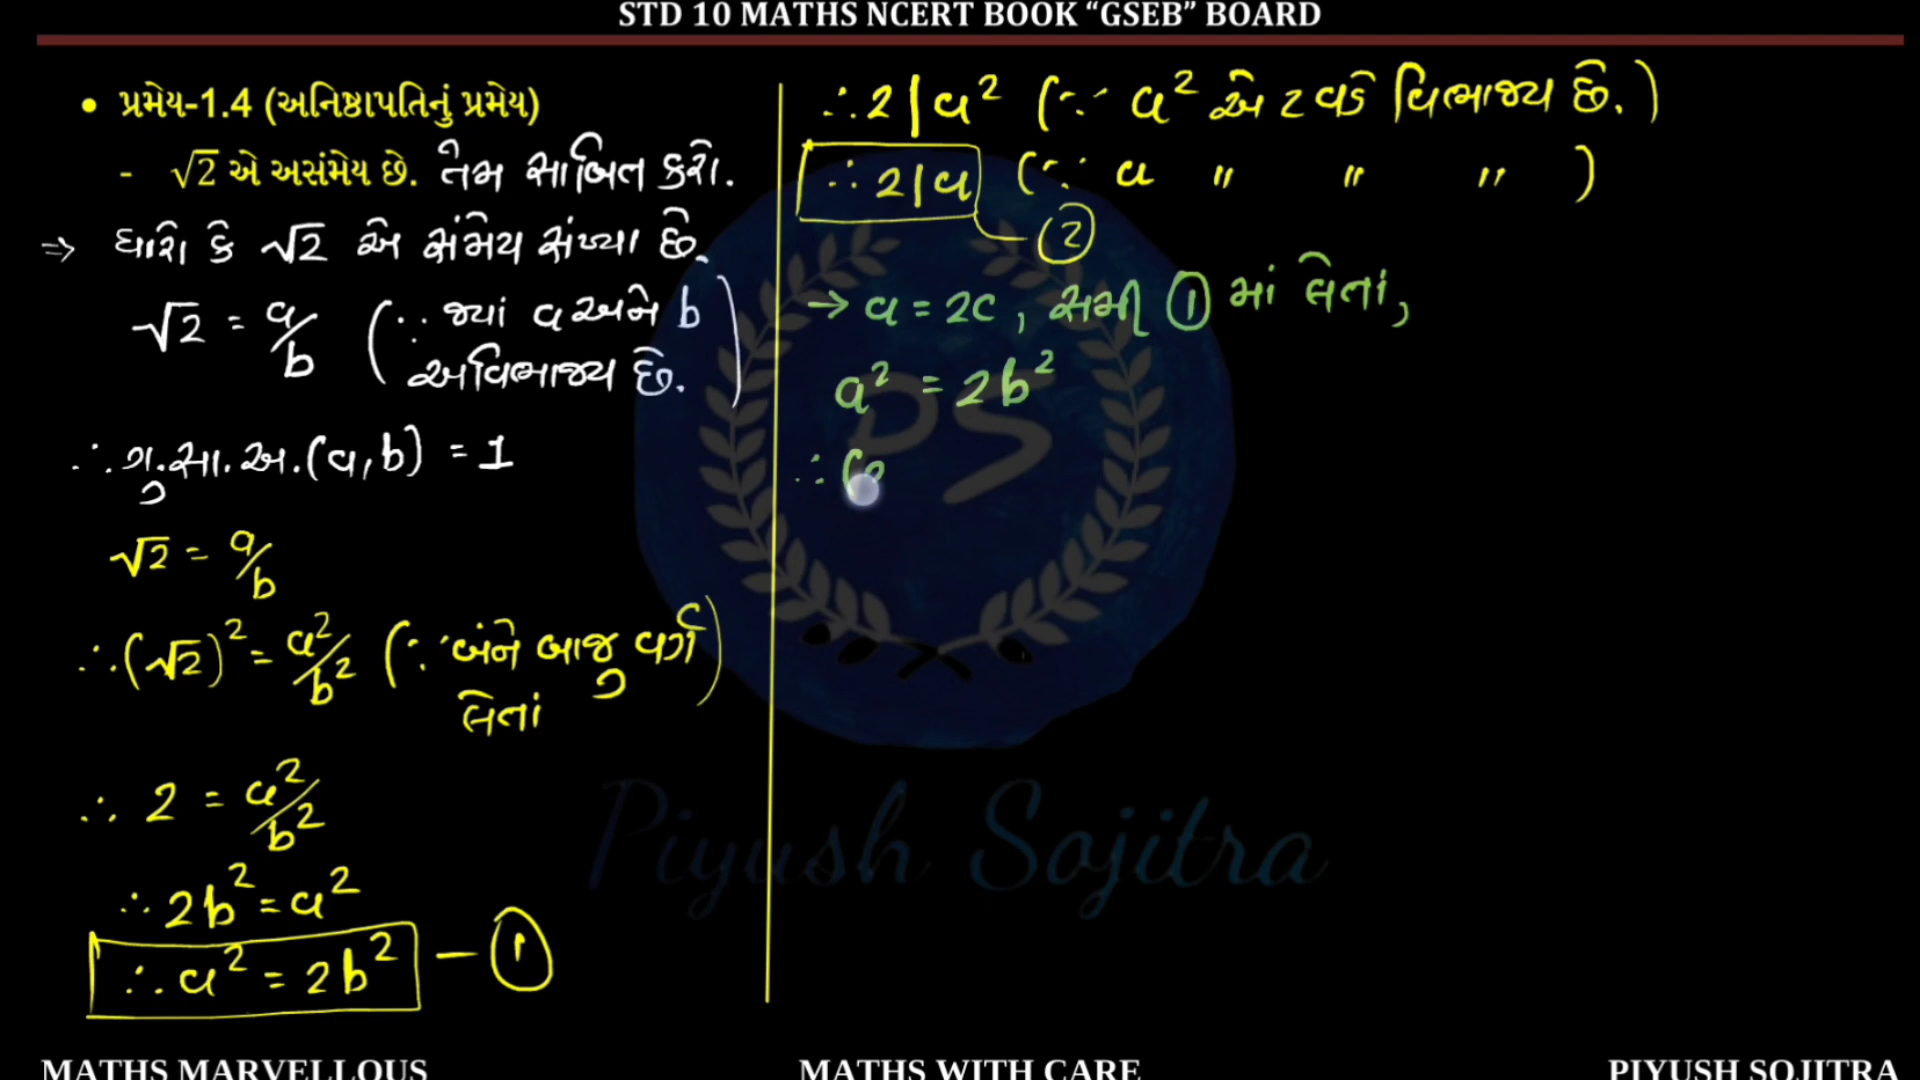 STD 10 MATHS NCERT BOOK “GSEB” BOARD
• પ્રમેય-1.4 (અનિષ્ઠાપતિનું પ્રમેય)
- √2 એ અસંમેય છે. તેમ સાબિત કરો.
⇒ ધારો કે √2 એ સંમેય સંખ્યા છે.
√2 = a/b (∵ જ્યાં a અને b
અવિભાજ્ય છે.)
∴ ગુ.સા.અ.(a,b) = 1
√2 = a/b
∴ (√2)² = a²/b² (∵ બંને બાજુ વર્ગ
લેતાં)
∴ 2 = a²/b²
∴ 2b² = a²
∴ a² = 2b² — ①
∴ 2|a² (∵ a² એ 2 વડે વિભાજ્ય છે.)
∴ 2|a (∵ a " " " )
②
→ a = 2c, સમી ① માં લેતાં,
a² = 2b²
∴ (
PS
Piyush Sojitra
MATHS MARVELLOUS
MATHS WITH CARE
PIYUSH SOJITRA